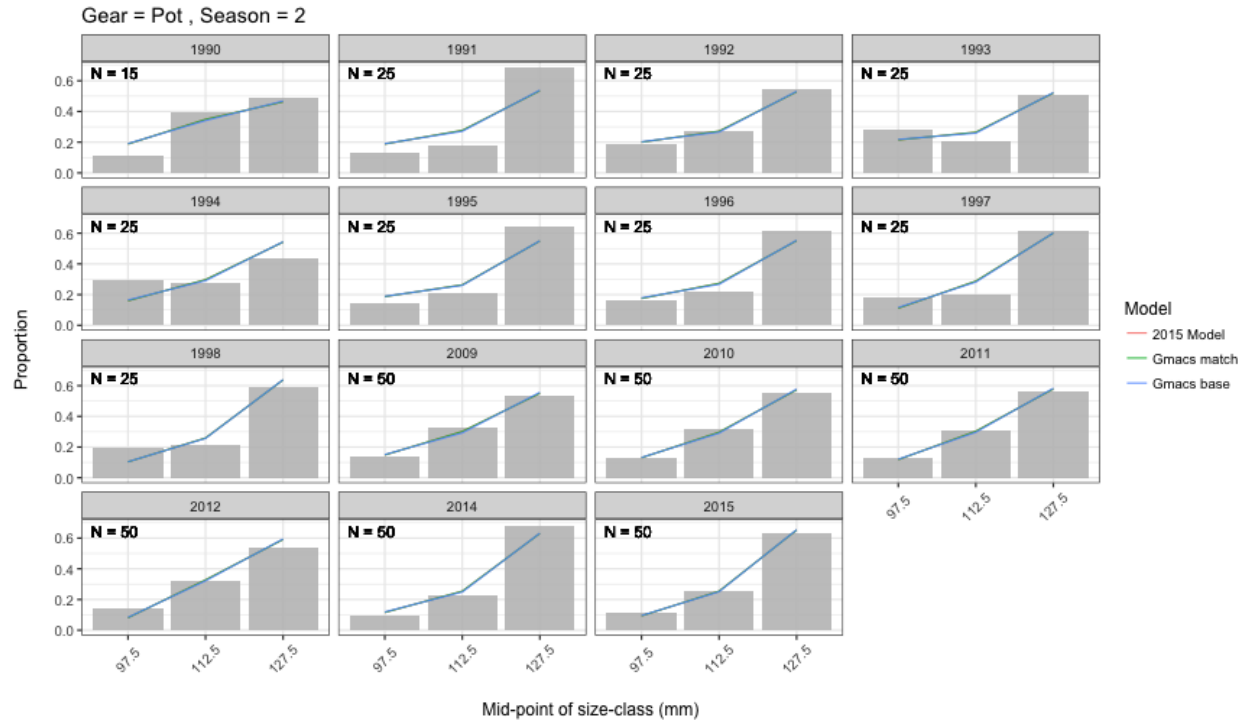 Gear = Pot , Season = 2
1990 1991 1992 1993
N = 15 N = 25 N = 25 N = 25
0.6
0.4
0.2
0.0
1994 1995 1996 1997
N = 25 N = 25 N = 25 N = 25
0.6
0.4
0.2
0.0
1998 2009 2010 2011
N = 25 N = 50 N = 50 N = 50
0.6
0.4
0.2
0.0
97.5 112.5 127.5
2012 2014 2015
N = 50 N = 50 N = 50
0.6
0.4
0.2
0.0
97.5 112.5 127.5 97.5 112.5 127.5 97.5 112.5 127.5
Proportion
Mid-point of size-class (mm)
Model
2015 Model
Gmacs match
Gmacs base